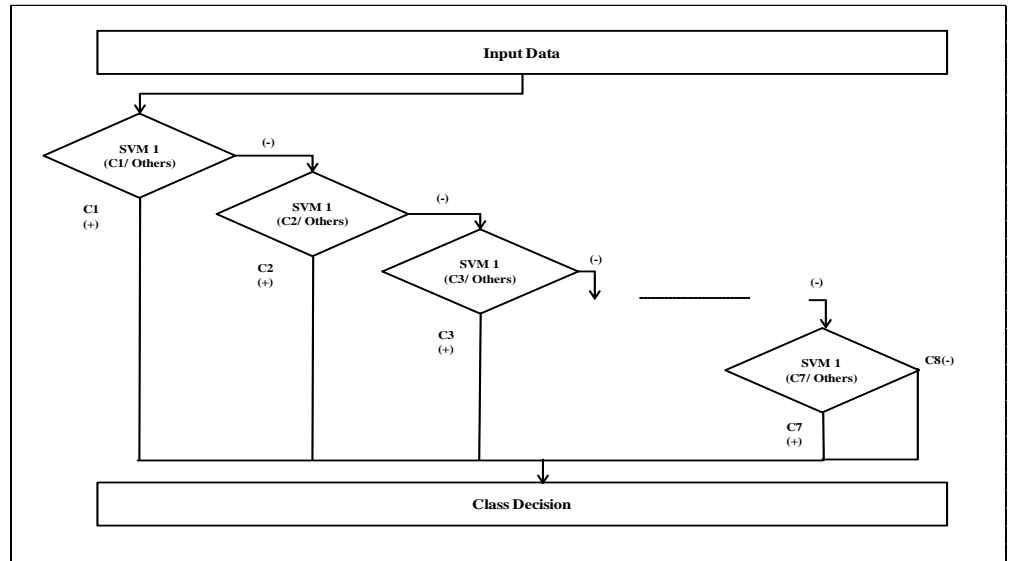 Input Data
SVM 1
(C1/ Others)
(-)
C1
(+)
SVM 1
(C2/ Others)
(-)
C2
(+)
SVM 1
(C3/ Others)
(-)
C3
(+)
(-)
SVM 1
(C7/ Others)
C8(-)
C7
(+)
Class Decision